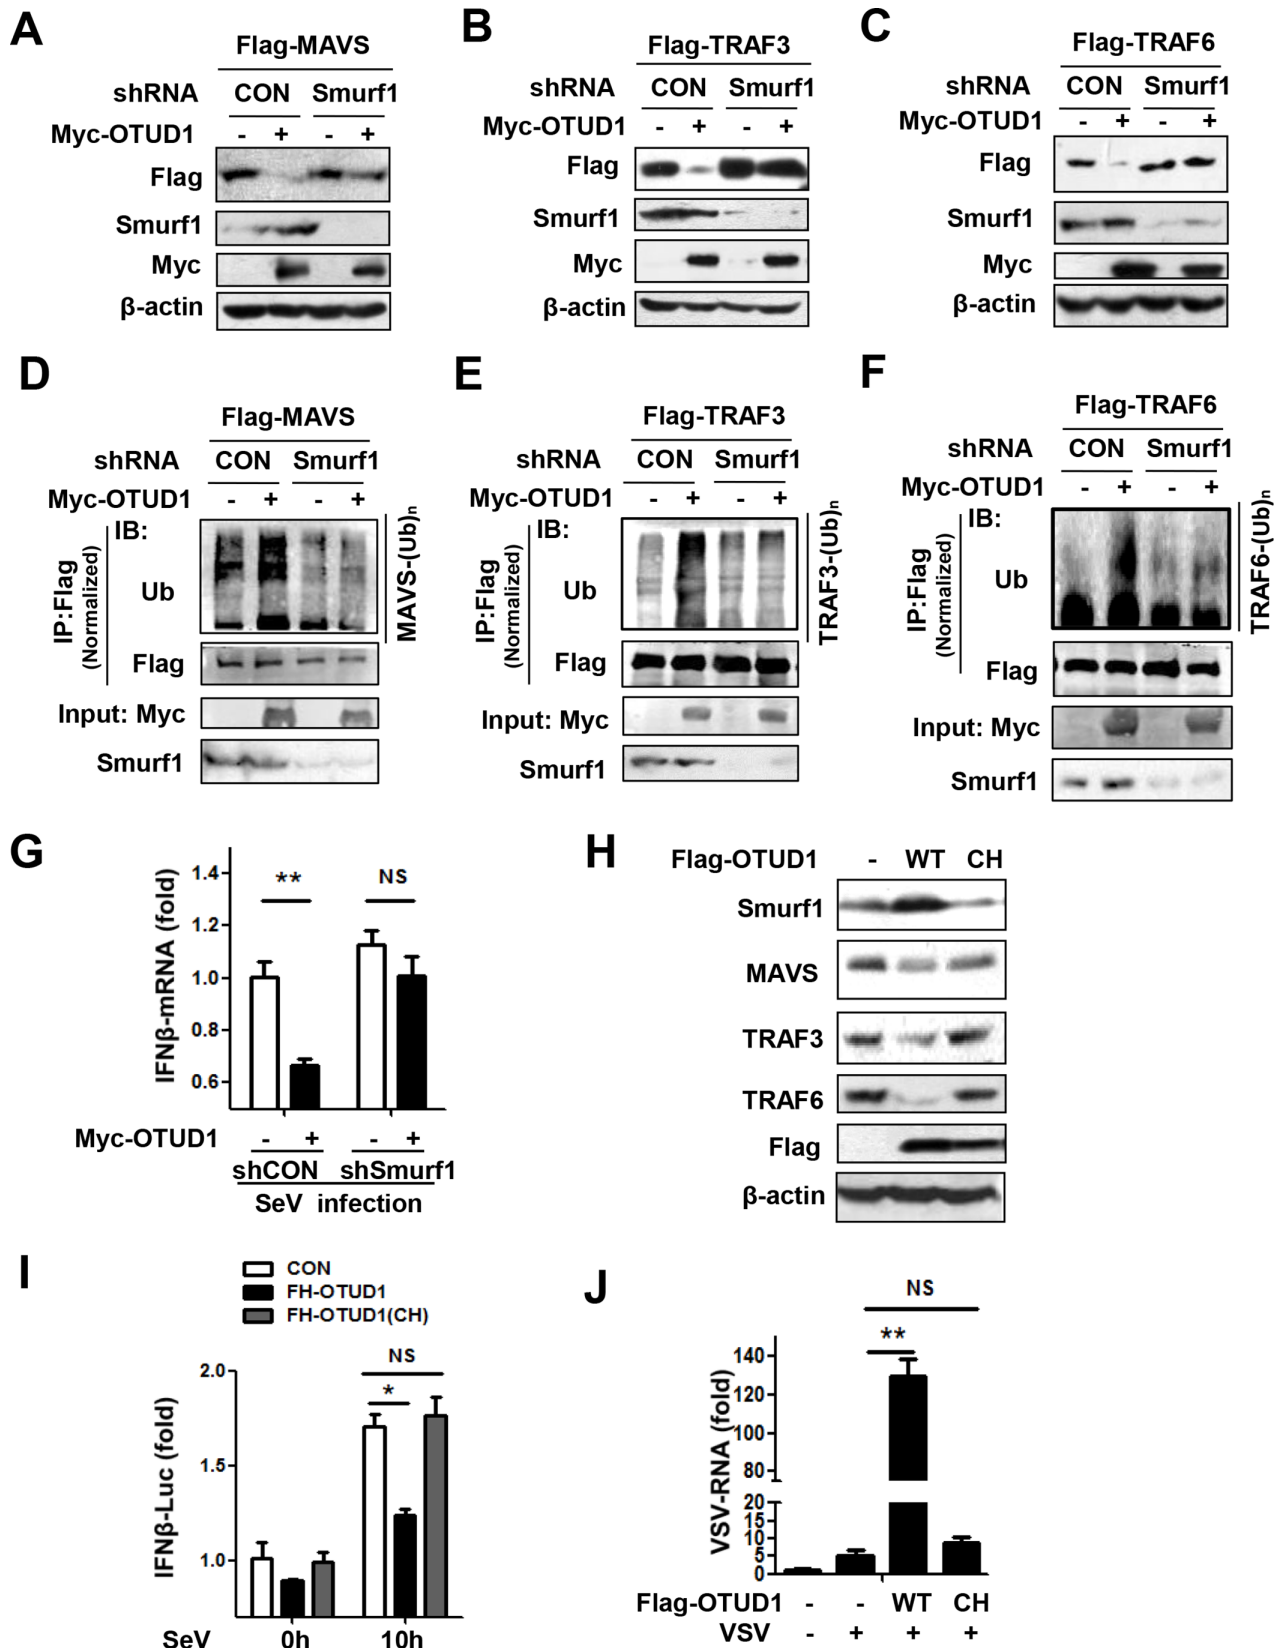 A
Flag-MAVS
shRNA CON Smurf1
Myc-OTUD1 - + - +
Flag
Smurf1
Myc
β-actin
B
Flag-TRAF3
shRNA CON Smurf1
Myc-OTUD1 - + - +
Flag
Smurf1
Myc
β-actin
C
Flag-TRAF6
shRNA CON Smurf1
Myc-OTUD1 - + - +
Flag
Smurf1
Myc
β-actin
D
Flag-MAVS
shRNA CON Smurf1
Myc-OTUD1 - + - +
IP:Flag
(Normalized)
IB:
Ub
MAVS-(Ub)n
Flag
Input: Myc
Smurf1
E
Flag-TRAF3
shRNA CON Smurf1
Myc-OTUD1 - + - +
IP:Flag
(Normalized)
IB:
Ub
TRAF3-(Ub)n
Flag
Input: Myc
Smurf1
F
Flag-TRAF6
shRNA CON Smurf1
Myc-OTUD1 - + - +
IP:Flag
(Normalized)
IB:
Ub
TRAF6-(Ub)n
Flag
Input: Myc
Smurf1
G
IFNβ-mRNA (fold)
1.4
1.2
1.0
0.8
0.6
** NS
Myc-OTUD1 - + - +
shCON shSmurf1
SeV infection
H
Flag-OTUD1 - WT CH
Smurf1
MAVS
TRAF3
TRAF6
Flag
β-actin
I
CON
FH-OTUD1
FH-OTUD1(CH)
IFNβ-Luc (fold)
2.0
1.5
1.0
NS
*
SeV 0h 10h
J
NS
**
VSV-RNA (fold)
140
120
100
80
20
15
10
5
0
Flag-OTUD1 - - WT CH
VSV - + + +